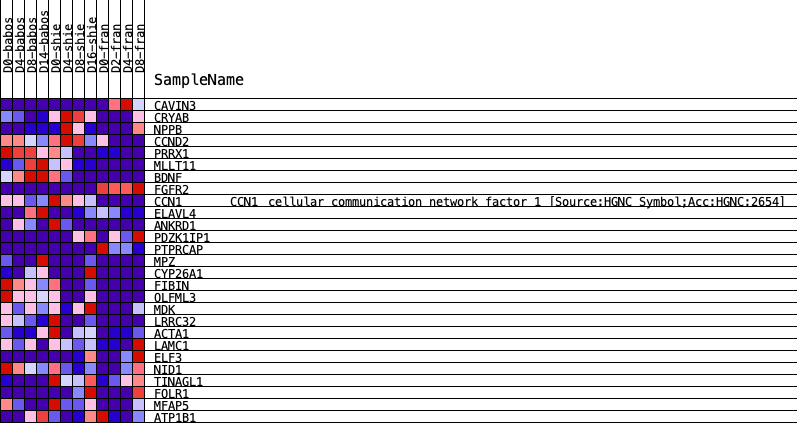 D0-babos
D4-babos
D8-babos
D14-babos
D0-shie
D4-shie
D8-shie
D16-shie
D0-fran
D2-fran
D4-fran
D8-fran
SampleName
CAVIN3
CRYAB
NPPB
CCND2
PRRX1
MLLT11
BDNF
FGFR2
CCN1 CCN1 cellular communication network factor 1 [Source:HGNC Symbol;Acc:HGNC:2654]
ELAVL4
ANKRD1
PDZK1IP1
PTPRCAP
MPZ
CYP26A1
FIBIN
OLFML3
MDK
LRRC32
ACTA1
LAMC1
ELF3
NID1
TINAGL1
FOLR1
MFAP5
ATP1B1